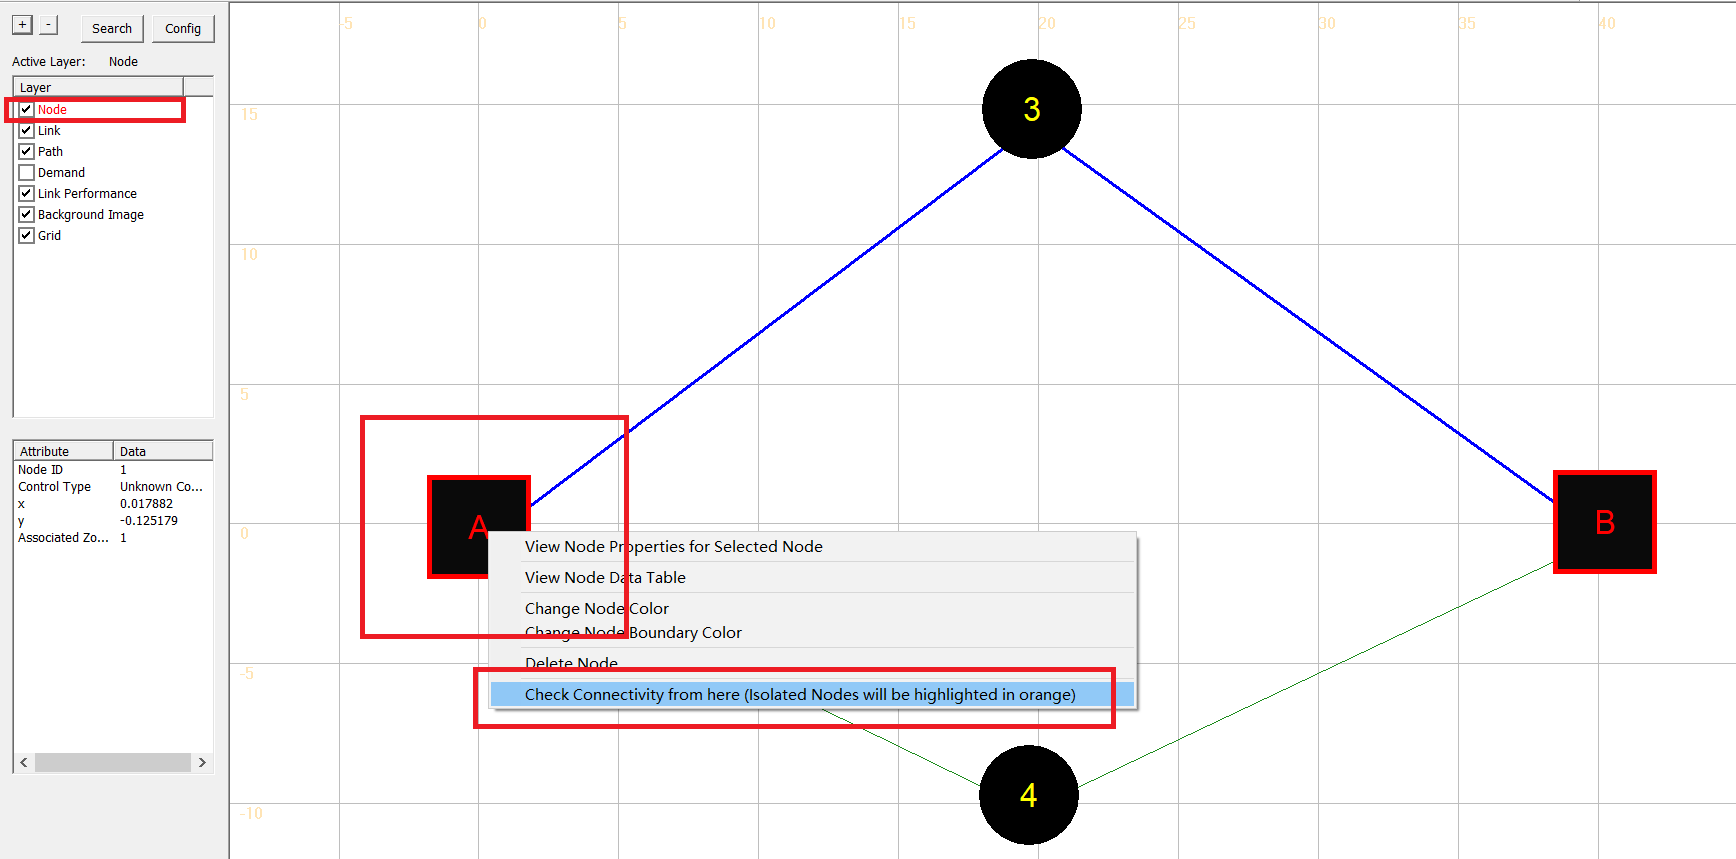 + - Search Config
Active Layer: Node
Layer
Node
Link
Path
Demand
Link Performance
Background Image
Grid
Attribute Data
Node ID 1
Control Type Unknown Co...
x 0.017882
y -0.125179
Associated Zo... 1
-5 0 5 10 15 20 25 30 35 40
15
10
5
0
-5
-10
3
A
B
4
View Node Properties for Selected Node
View Node Data Table
Change Node Color
Change Node Boundary Color
Delete Node
Check Connectivity from here (Isolated Nodes will be highlighted in orange)